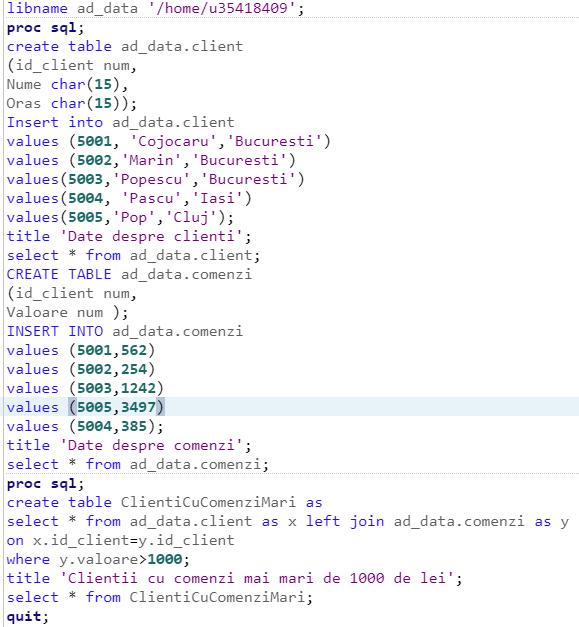 libname ad_data '/home/u35418409';
proc sql;
create table ad_data.client
(id_client num,
Nume char(15),
Oras char(15));
Insert into ad_data.client
values (5001, 'Cojocaru','Bucuresti')
values (5002,'Marin','Bucuresti')
values(5003,'Popescu','Bucuresti')
values(5004, 'Pascu','Iasi')
values(5005,'Pop','Cluj');
title 'Date despre clienti';
select * from ad_data.client;
CREATE TABLE ad_data.comenzi
(id_client num,
Valoare num );
INSERT INTO ad_data.comenzi
values (5001,562)
values (5002,254)
values (5003,1242)
values (5005,3497)
values (5004,385);
title 'Date despre comenzi';
select * from ad_data.comenzi;
proc sql;
create table ClientiCuComenziMari as
select * from ad_data.client as x left join ad_data.comenzi as y
on x.id_client=y.id_client
where y.valoare>1000;
title 'Clientii cu comenzi mai mari de 1000 de lei';
select * from ClientiCuComenziMari;
quit;